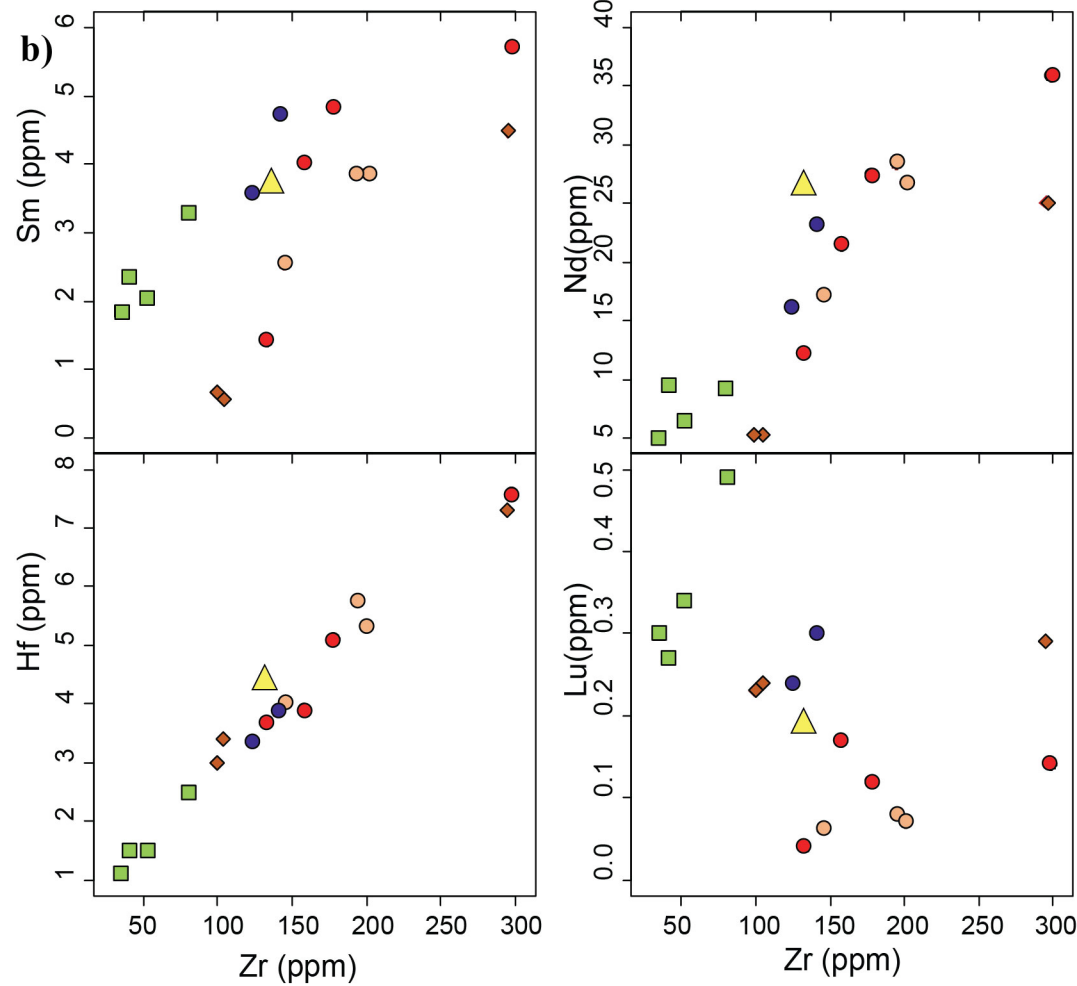 b)
Sm (ppm)
0 1 2 3 4 5 6
Nd(ppm)
5 10 15 20 25 30 35 40
Hf (ppm)
1 2 3 4 5 6 7 8
Lu(ppm)
0.0 0.1 0.2 0.3 0.4 0.5
50 100 150 200 250 300
Zr (ppm)
50 100 150 200 250 300
Zr (ppm)